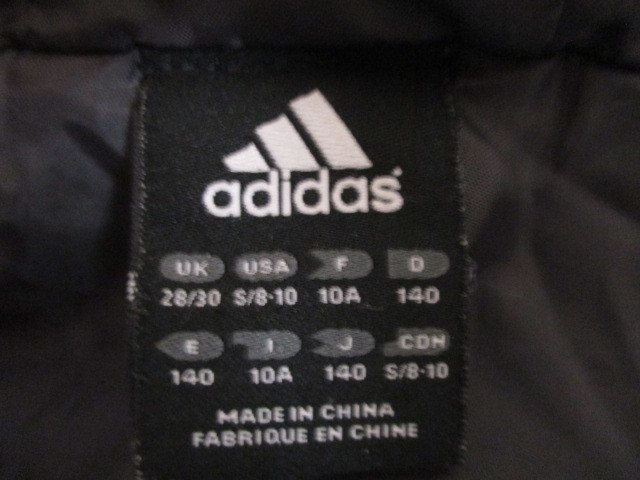 adidas
UK USA F D
28/30 S/8-10 10A 140
E I J CDN
140 10A 140 S/8-10
MADE IN CHINA
FABRIQUE EN CHINE